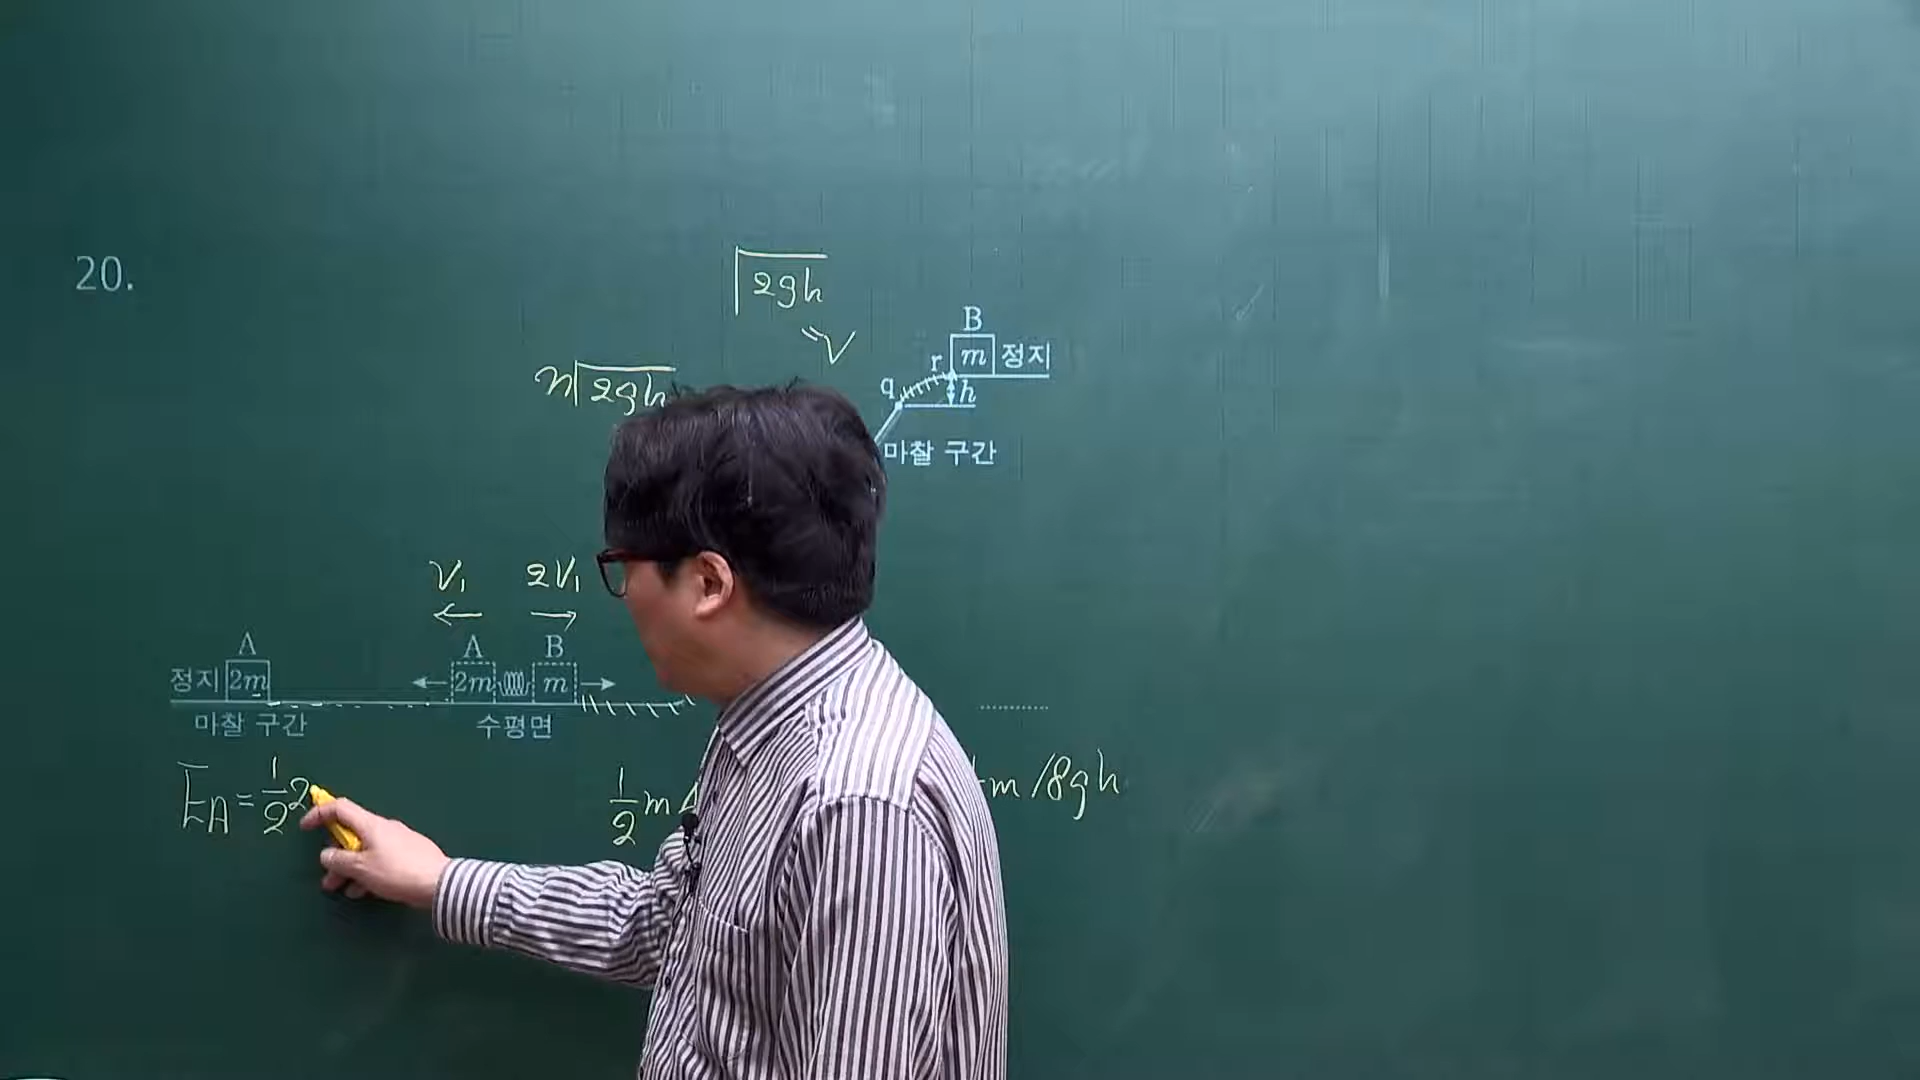 20.
√2gh
= V
n√2gh
B
r m 정지
q h
마찰 구간
V₁ 2V₁
← →
A A B
정지 2m ← 2m m →
마찰 구간 수평면
E_A = 1/2 2
1/2 m
m 18gh